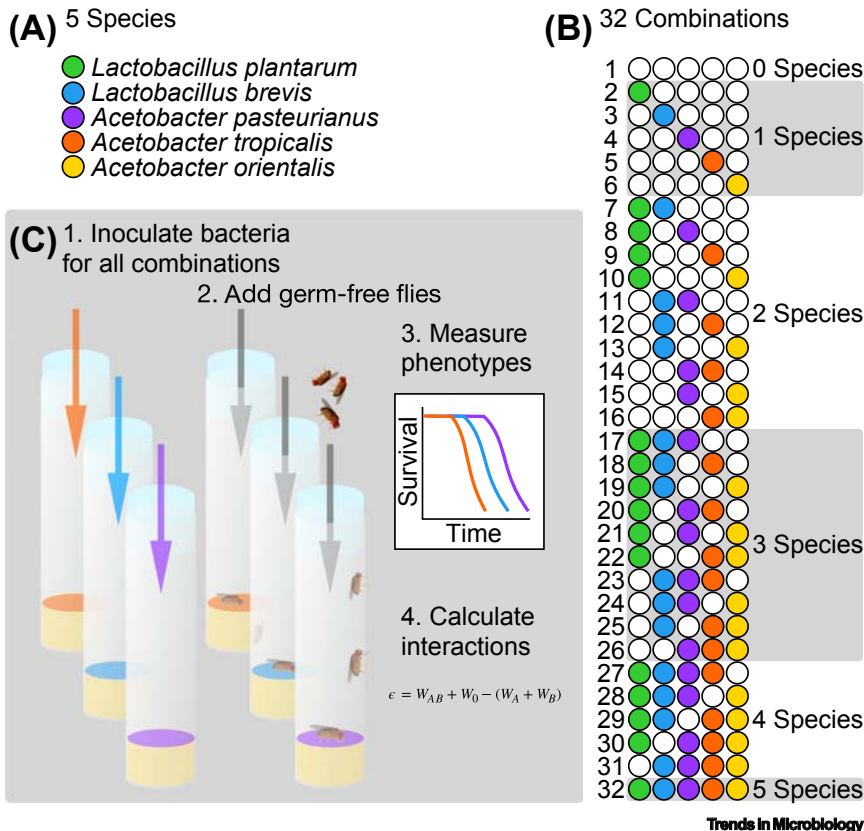 (A) 5 Species
Lactobacillus plantarum
Lactobacillus brevis
Acetobacter pasteurianus
Acetobacter tropicalis
Acetobacter orientalis
(B) 32 Combinations
1 0 Species
2
3
4 1 Species
5
6
7
8
9
10
11 2 Species
12
13
14
15
16
17
18
19
20
21 3 Species
22
23
24
25
26
27
28
29 4 Species
30
31
32 5 Species
(C) 1. Inoculate bacteria
for all combinations
2. Add germ-free flies
3. Measure
phenotypes
Survival
Time
4. Calculate
interactions
ϵ = W_AB + W_0 − (W_A + W_B)
Trends in Microbiology